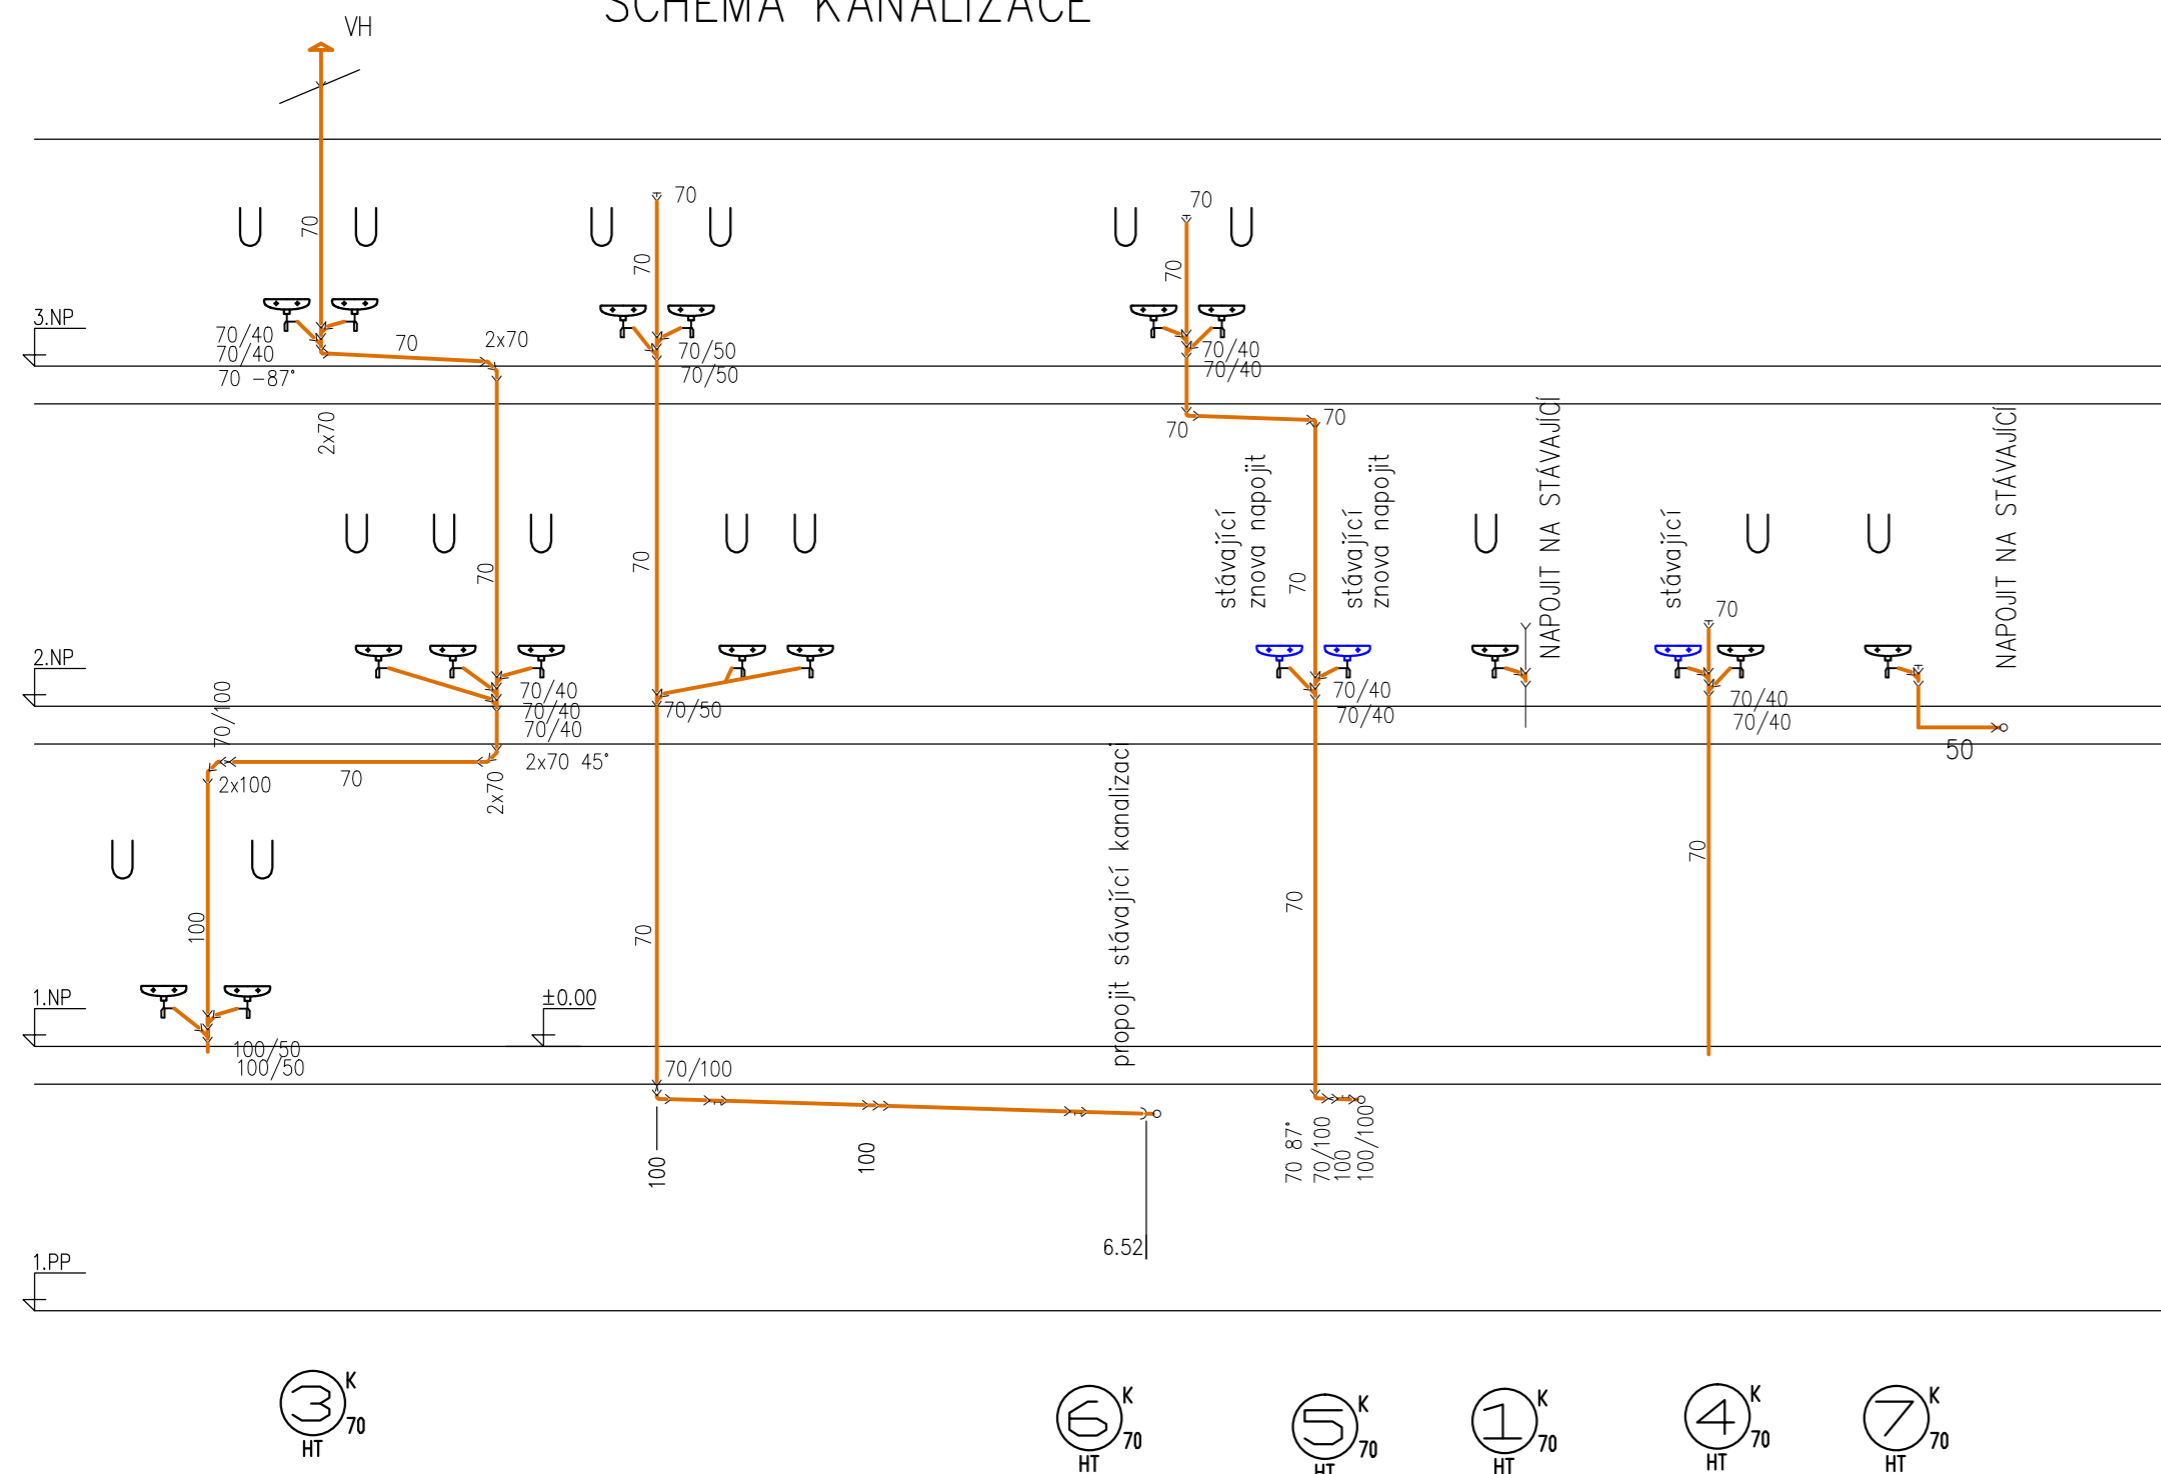 SCHEMA KANALIZACE
VH
70
U
U
70
U
U
70
70
U
U
70
3.NP
70/40
70/40
70 -87°
70
2x70
70/50
70/50
70/40
70/40
2x70
70
70
NAPOJIT NA STÁVAJÍCÍ
NAPOJIT NA STÁVAJÍCÍ
U
U
U
70
70
U
U
stávající
znova napojit
70
stávající
znova napojit
U
stávající
U
U
70
2.NP
70/40
70/40
70/40
70/50
70/40
70/40
70/40
70/40
70/100
2x100
70
2x70
2x70 45°
50
propojit stávající kanalizaci
U
U
100
70
70
70
1.NP
±0.00
100/50
100/50
70/100
100
100
70 87°
70/100
100
100/100
6.52
1.PP
3 K 70 HT
6 K 70 HT
5 K 70 HT
1 K 70 HT
4 K 70 HT
7 K 70 HT